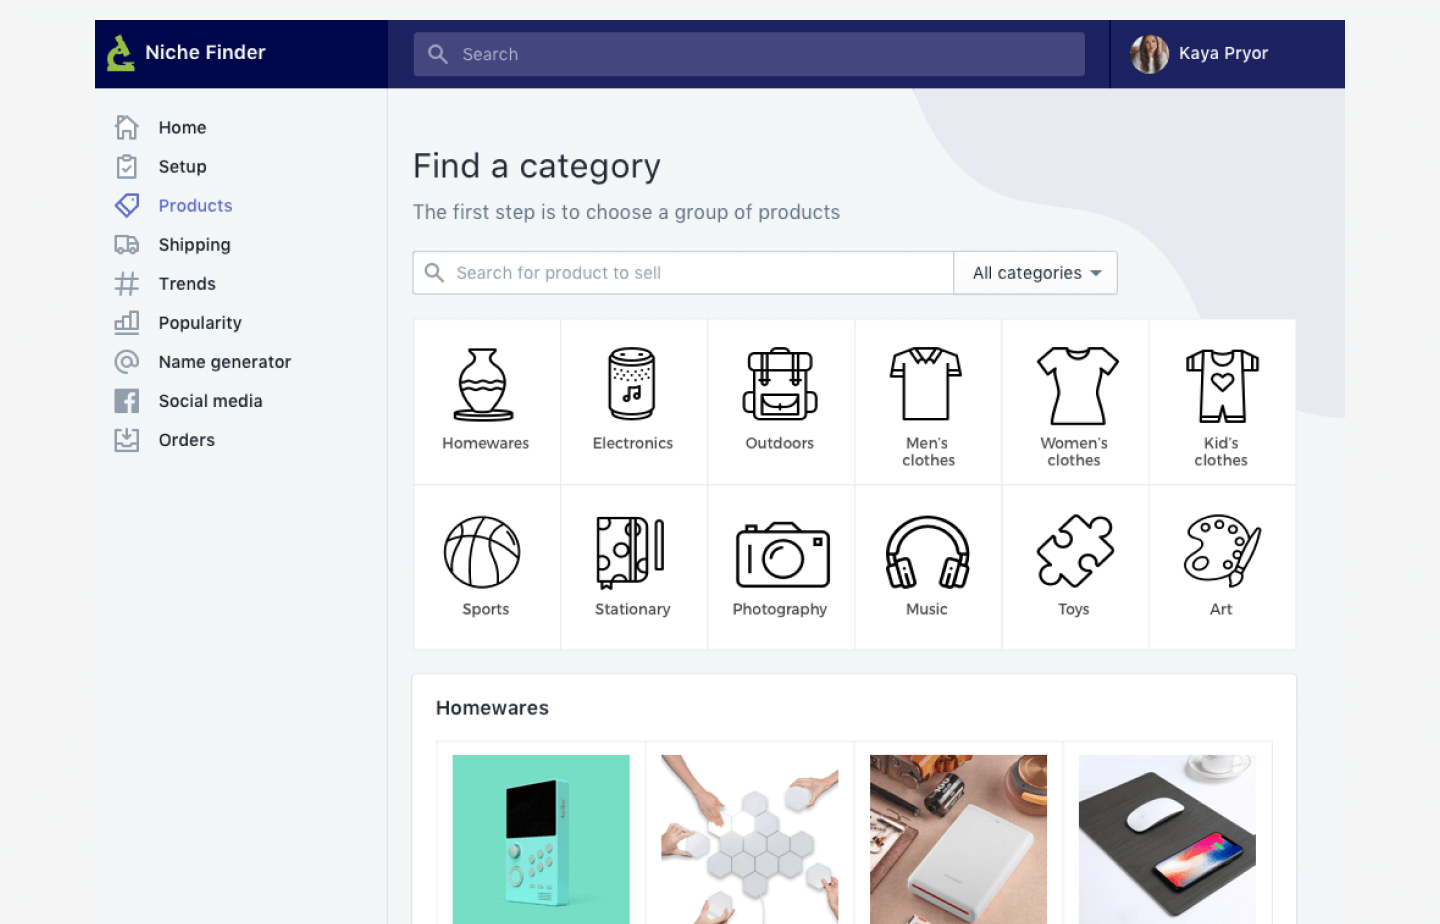 Niche Finder
Search
Kaya Pryor
Home
Setup
Products
Shipping
Trends
Popularity
Name generator
Social media
Orders
Find a category
The first step is to choose a group of products
Search for product to sell
All categories
Homewares
Electronics
Outdoors
Men's
clothes
Women's
clothes
Kid's
clothes
Sports
Stationary
Photography
Music
Toys
Art
Homewares